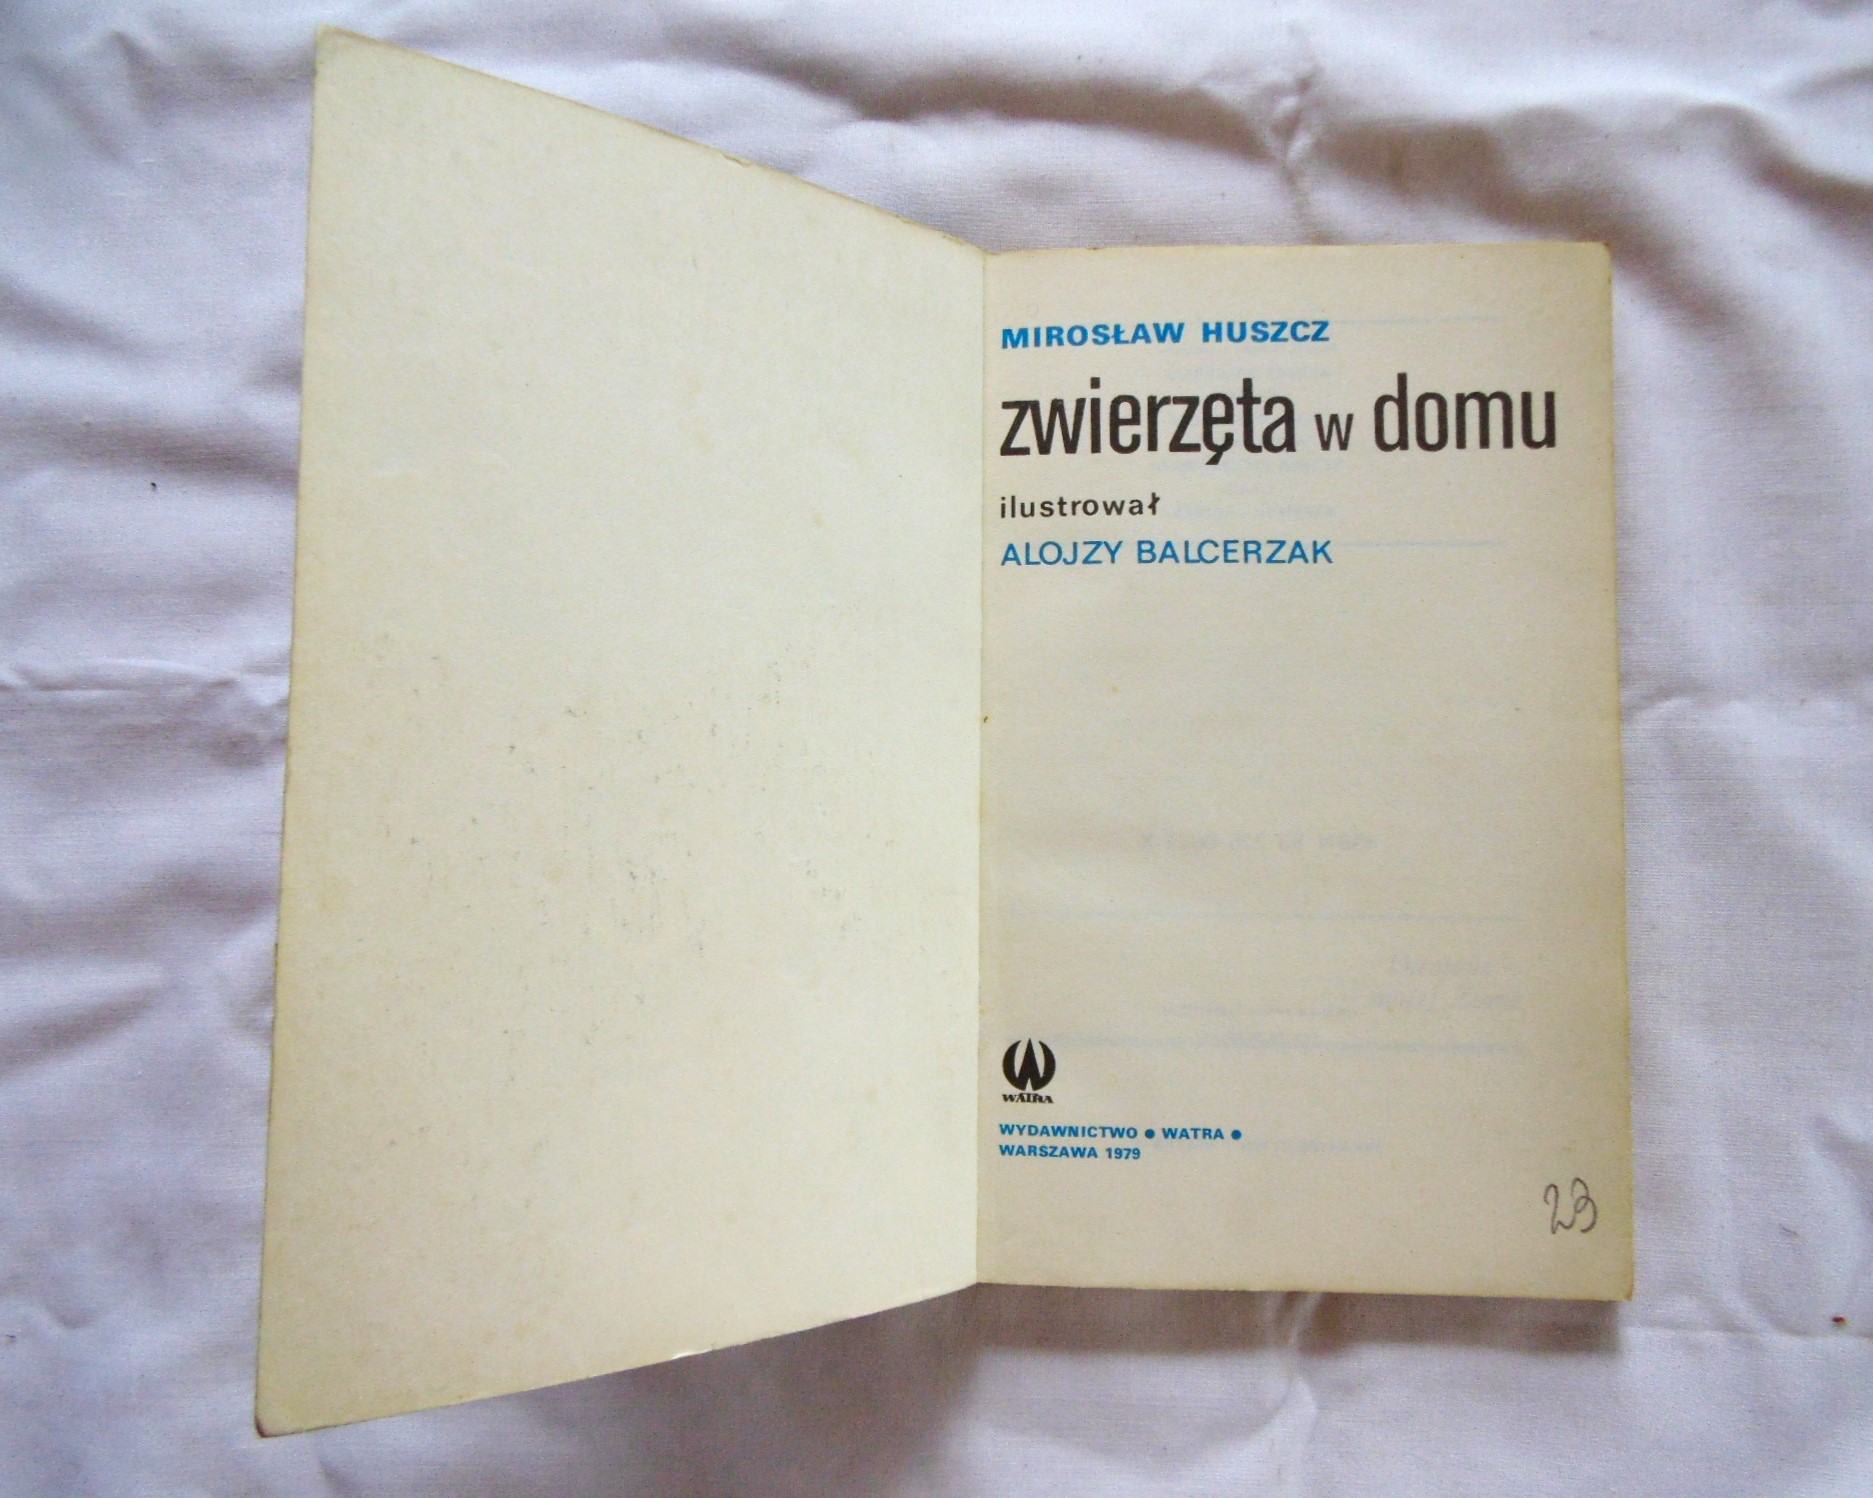 MIROSŁAW HUSZCZ
zwierzęta w domu
ilustrował
ALOJZY BALCERZAK
WATRA
WYDAWNICTWO ● WATRA ●
WARSZAWA 1979
23